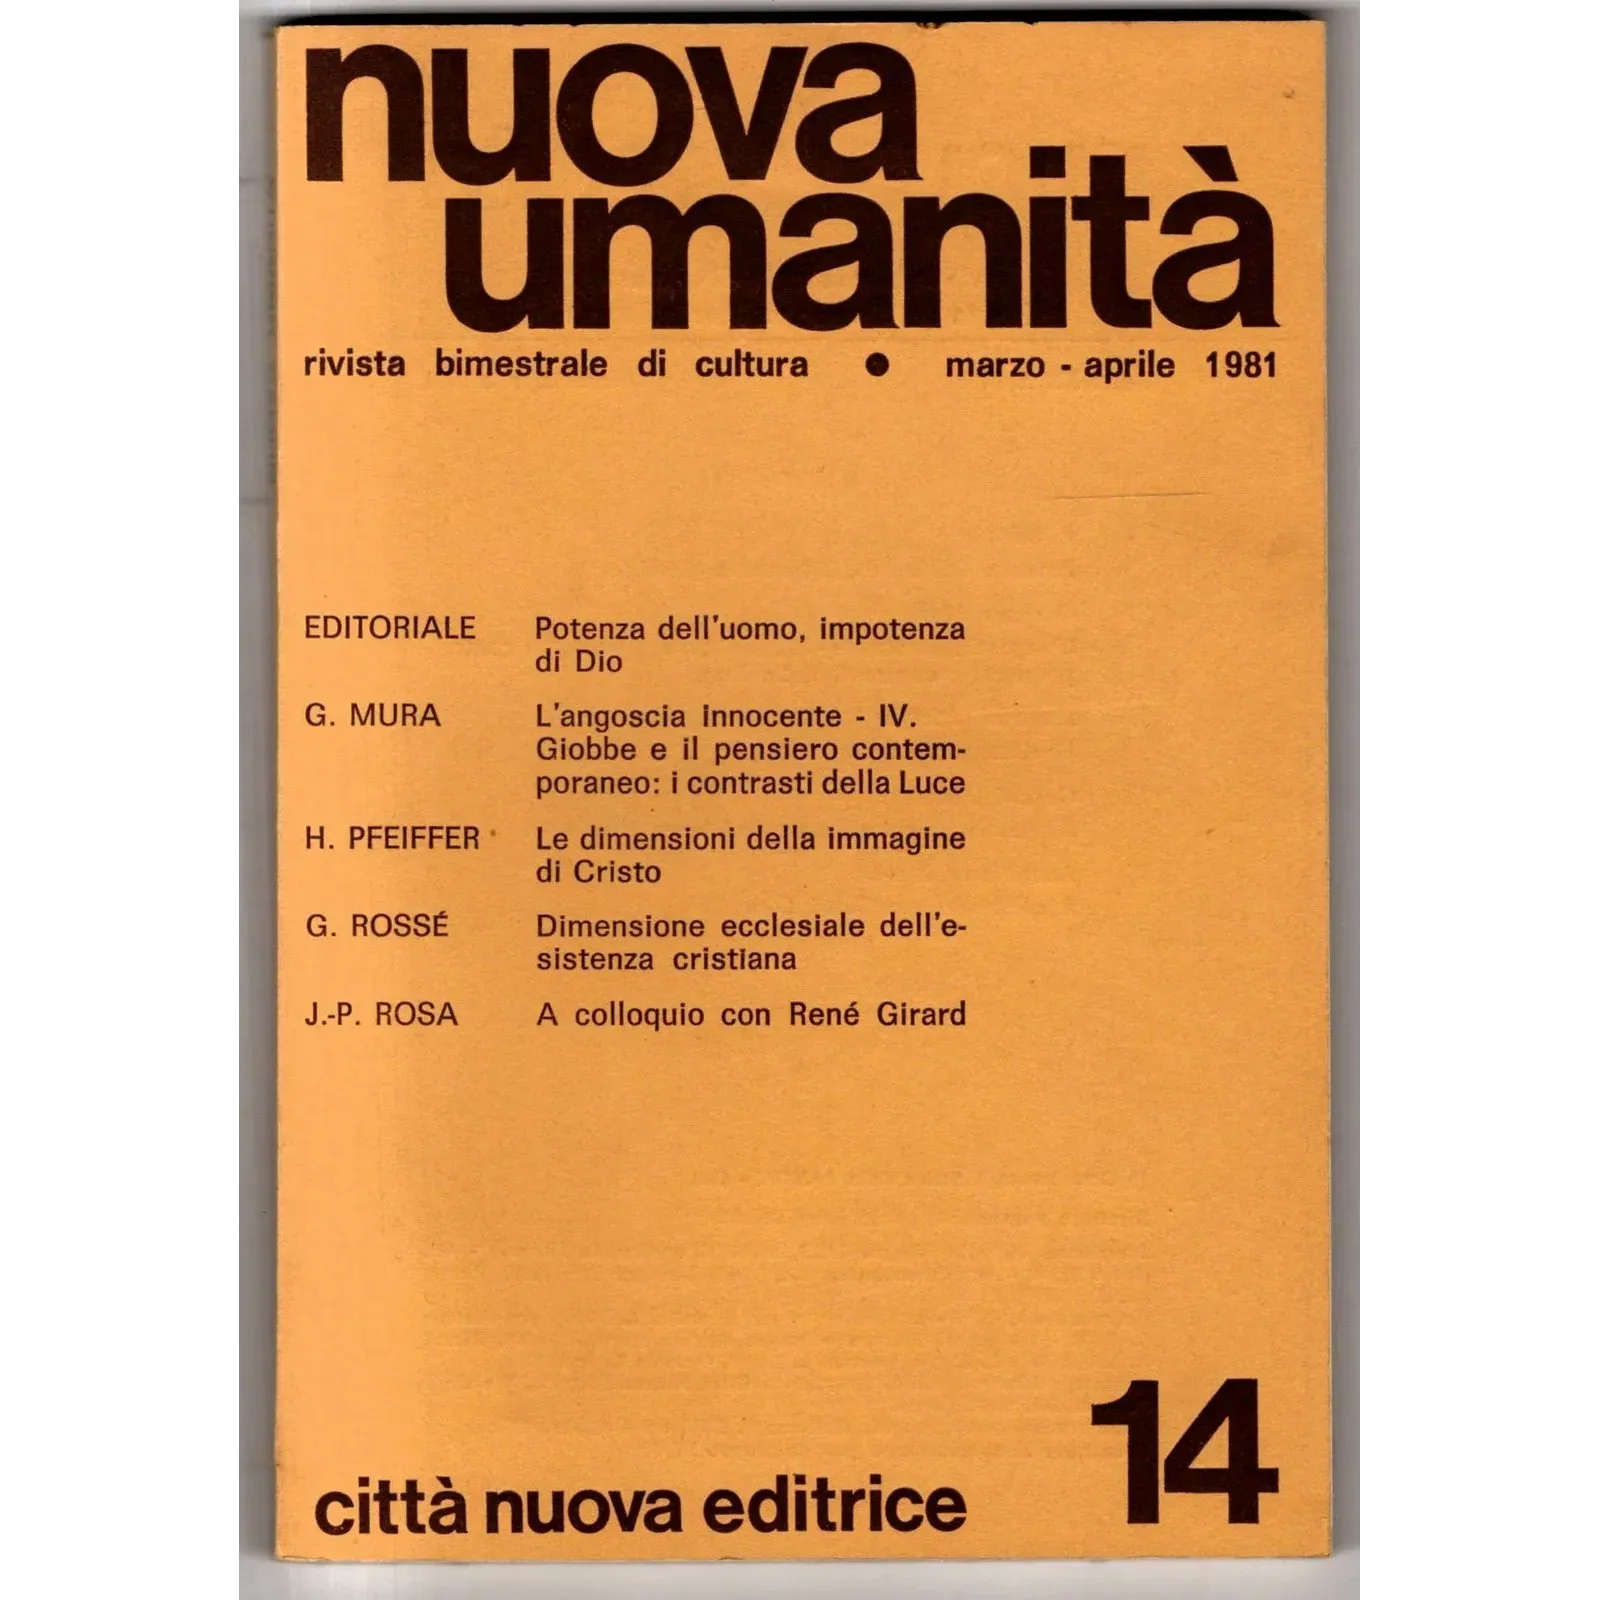 nuova
umanità
rivista bimestrale di cultura ● marzo - aprile 1981
EDITORIALE Potenza dell'uomo, impotenza
di Dio
G. MURA L'angoscia innocente - IV.
Giobbe e il pensiero contem-
poraneo: i contrasti della Luce
H. PFEIFFER Le dimensioni della immagine
di Cristo
G. ROSSÉ Dimensione ecclesiale dell'e-
sistenza cristiana
J.-P. ROSA A colloquio con René Girard
14
città nuova editrice